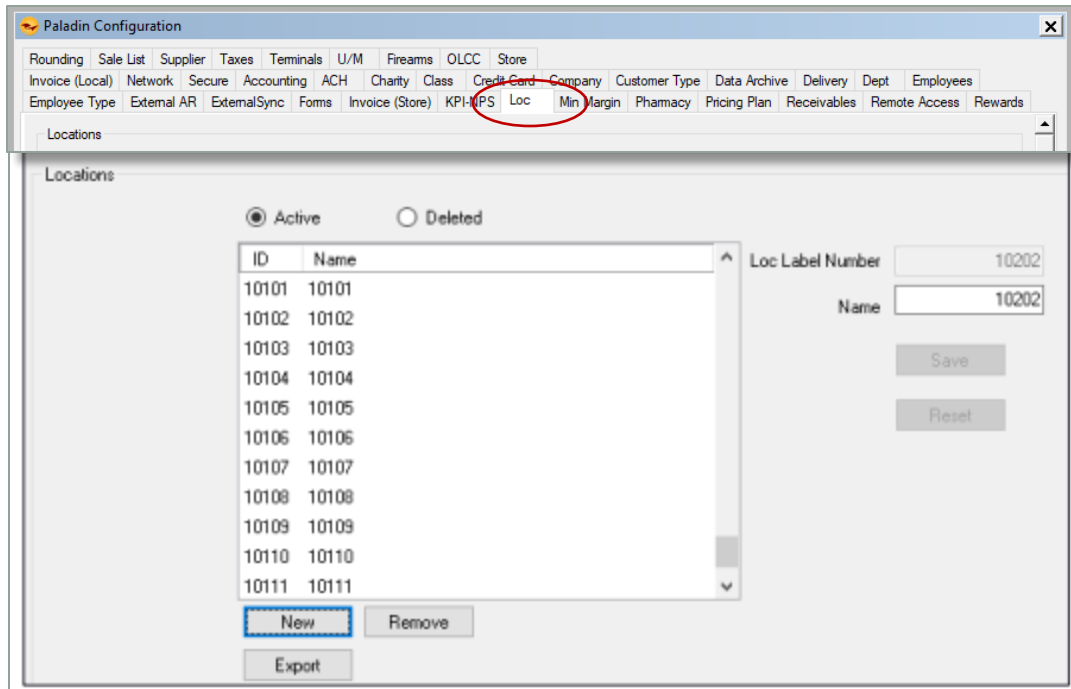 Paladin Configuration
Rounding Sale List Supplier Taxes Terminals U/M Firearms OLCC Store
Invoice (Local) Network Secure Accounting ACH Charity Class Credit Card Company Customer Type Data Archive Delivery Dept Employees
Employee Type External AR ExternalSync Forms Invoice (Store) KPI-NPS Loc Min Margin Pharmacy Pricing Plan Receivables Remote Access Rewards
Locations
Locations
Active Deleted
ID Name
Loc Label Number 10202
10101 10101
Name 10202
10102 10102
10103 10103
Save
10104 10104
10105 10105
Reset
10106 10106
10107 10107
10108 10108
10109 10109
10110 10110
10111 10111
New Remove
Export